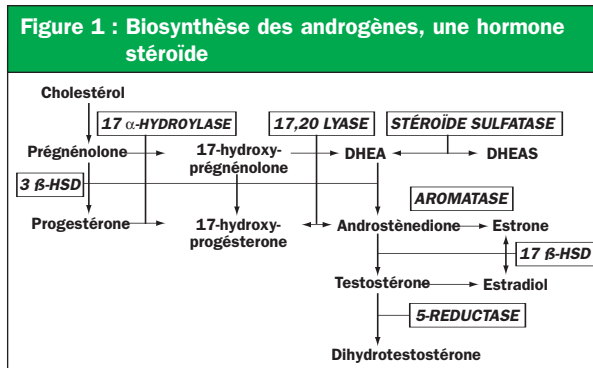 Figure 1 : Biosynthèse des androgènes, une hormone
stéroïde
Cholestérol
17 α-HYDROYLASE
17,20 LYASE
STÉROÏDE SULFATASE
Prégnénolone
17-hydroxy-
prégnénolone
DHEA
DHEAS
3 ß-HSD
AROMATASE
Progestérone
17-hydroxy-
progésterone
Androstènedione
Estrone
17 ß-HSD
Testostérone
Estradiol
5-REDUCTASE
Dihydrotestostérone